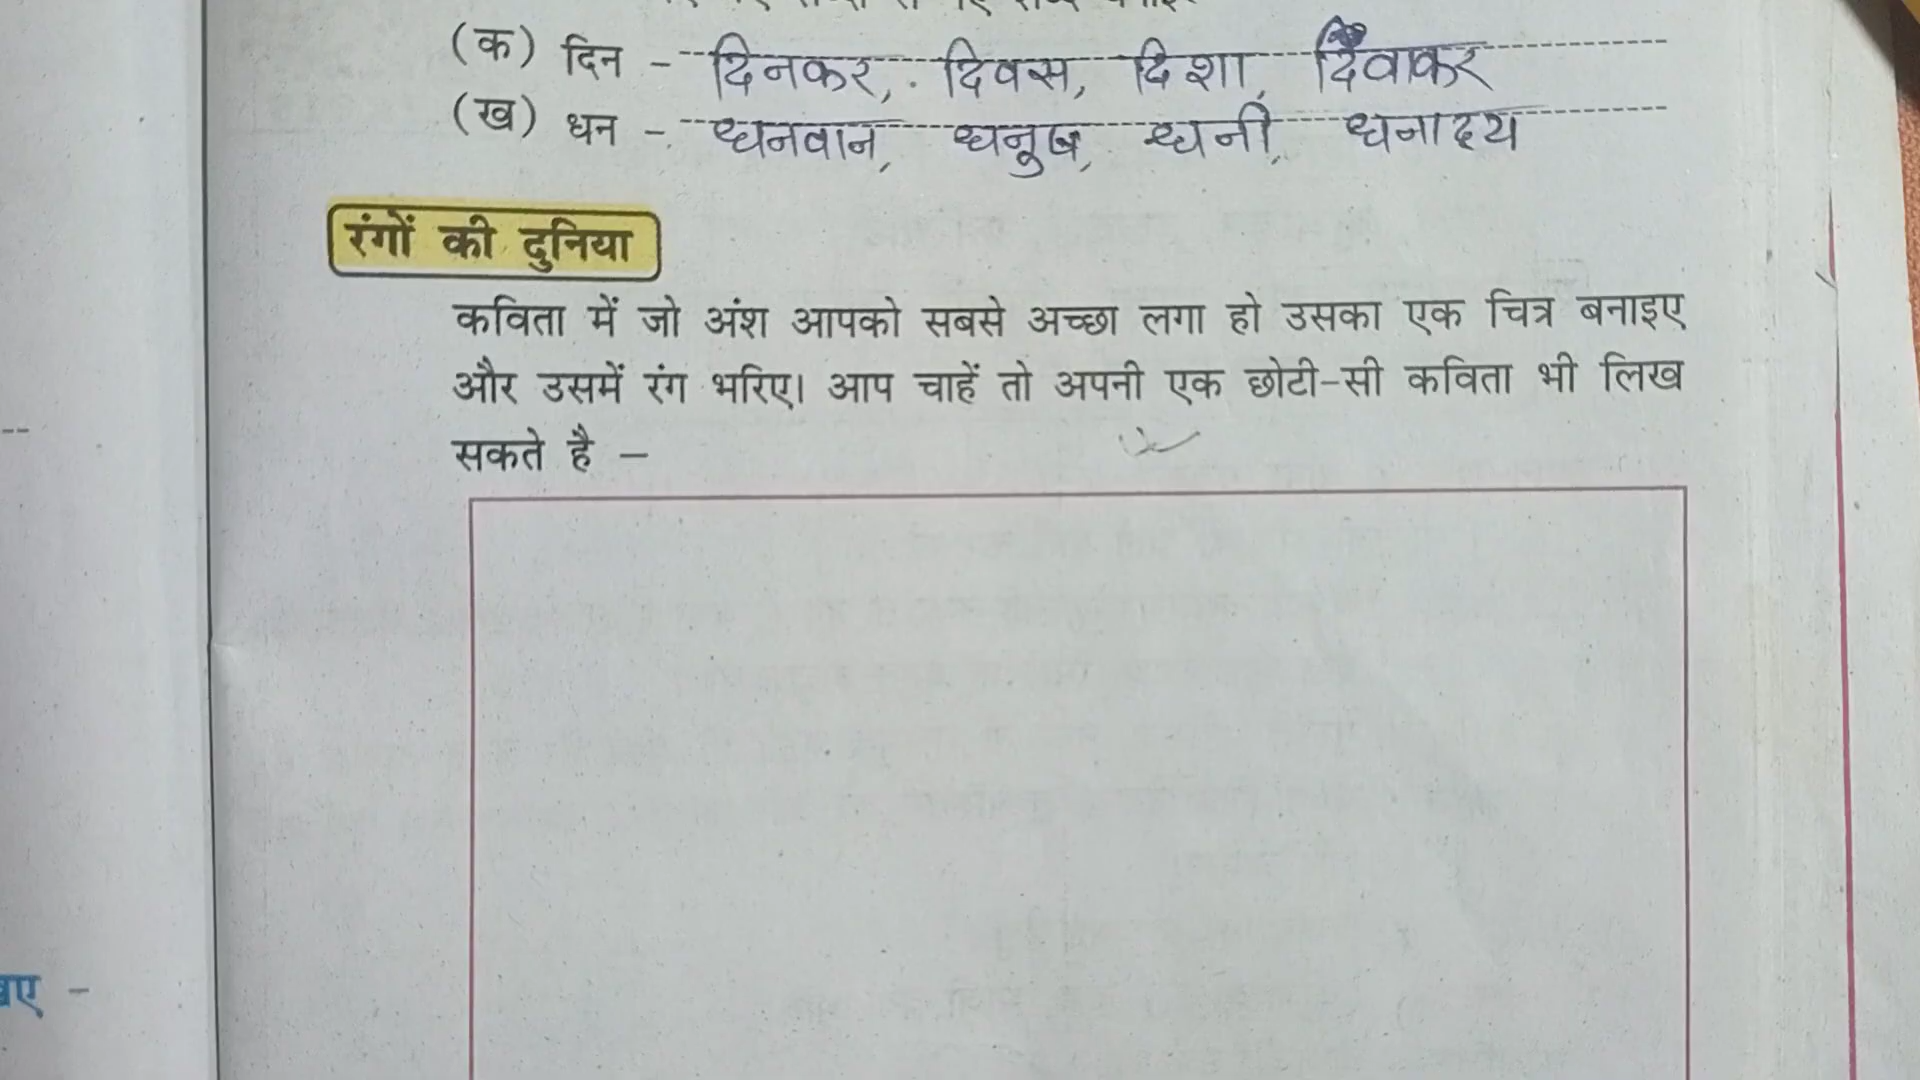 (क) दिन - दिनकर, दिवस, दिशा, दिवाकर
(ख) धन - धनवान, धनुष, धनी, धनाढ्य
रंगों की दुनिया
कविता में जो अंश आपको सबसे अच्छा लगा हो उसका एक चित्र बनाइए
और उसमें रंग भरिए। आप चाहें तो अपनी एक छोटी-सी कविता भी लिख
सकते है –